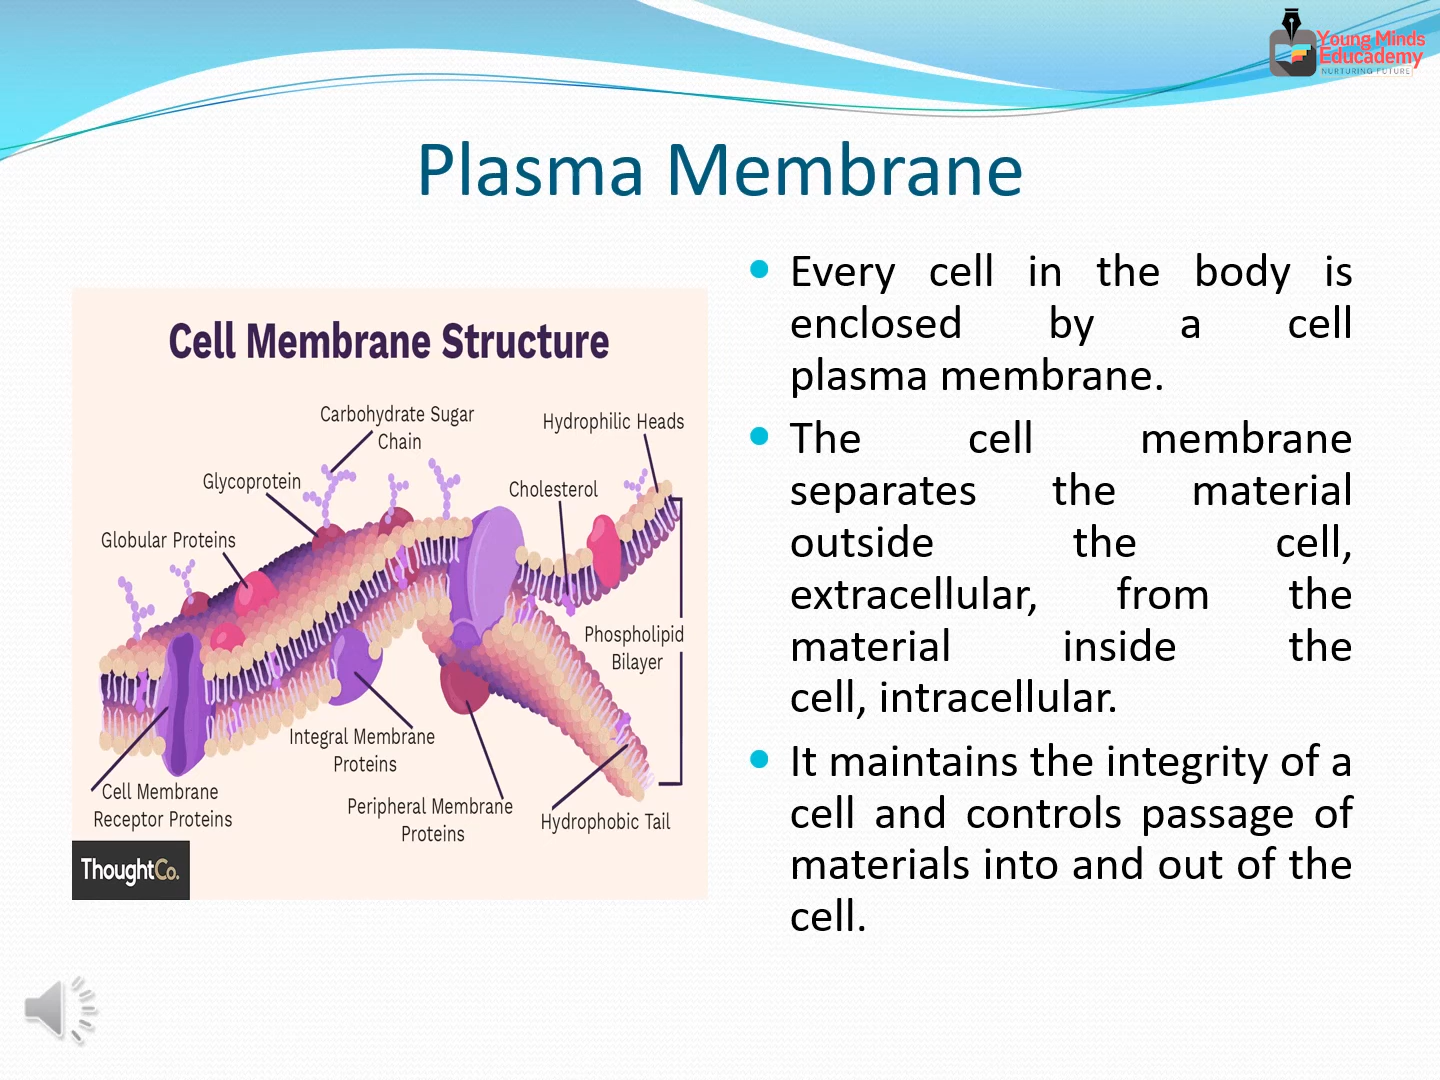 Young Minds
Educademy
NURTURING FUTURE
Plasma Membrane
Cell Membrane Structure
Carbohydrate Sugar
Chain
Hydrophilic Heads
Glycoprotein
Cholesterol
Globular Proteins
Phospholipid
Bilayer
Integral Membrane
Proteins
Cell Membrane
Receptor Proteins
Peripheral Membrane
Proteins
Hydrophobic Tail
ThoughtCo.
Every cell in the body is
enclosed by a cell
plasma membrane.
The cell membrane
separates the material
outside the cell,
extracellular, from the
material inside the
cell, intracellular.
It maintains the integrity of a
cell and controls passage of
materials into and out of the
cell.